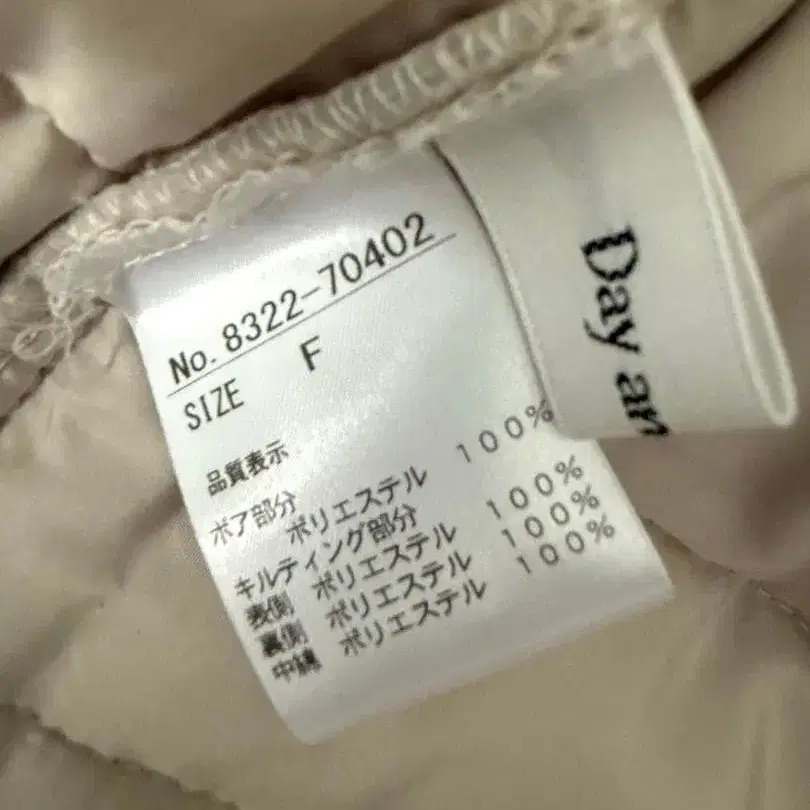 No. 8322-70402
SIZE F
品質表示
ボア部分
ポリエステル 100%
キルティング部分
表側 ポリエステル 100%
裏側 ポリエステル 100%
中綿 ポリエステル 100%
Day an